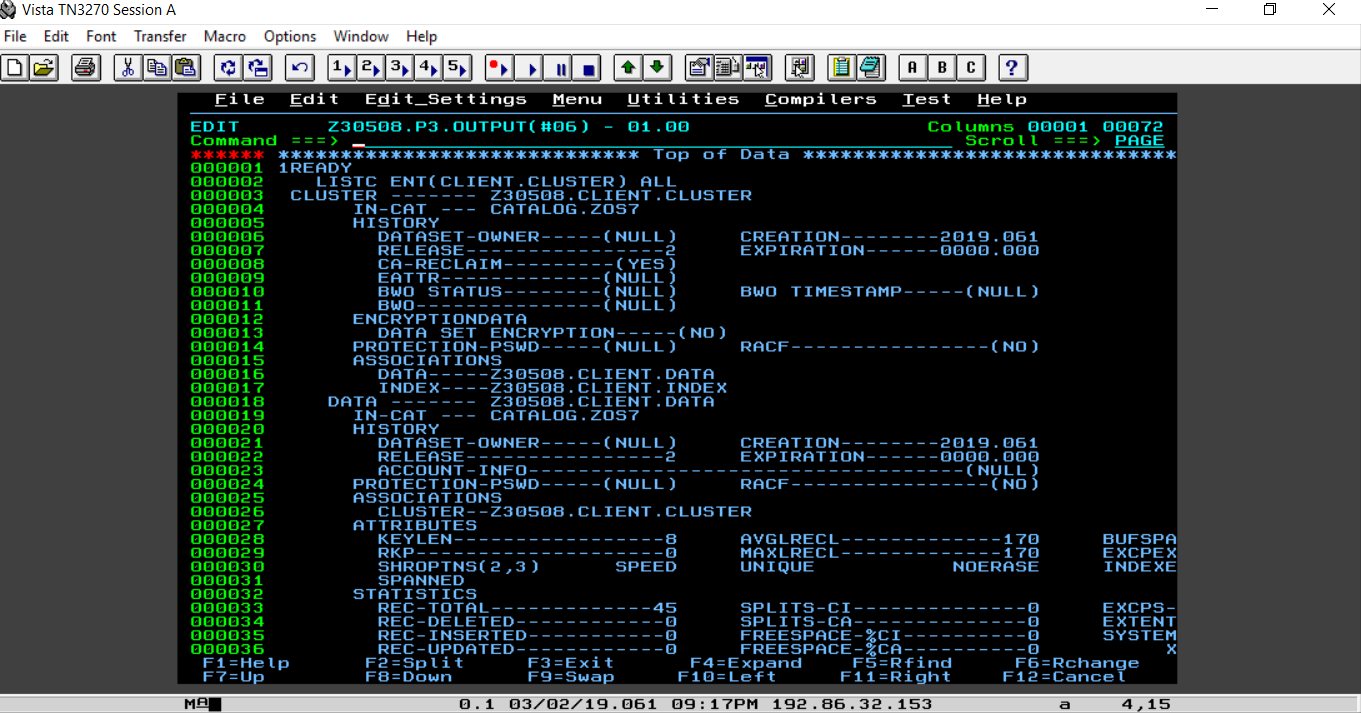 Vista TN3270 Session A
File Edit Font Transfer Macro Options Window Help
1 2 3 4 5 A B C ?
File Edit Edit_Settings Menu Utilities Compilers Test Help
EDIT Z30508.P3.OUTPUT(#06) - 01.00 Columns 00001 00072
Command ===> _ Scroll ===> PAGE
****** ***************************** Top of Data ******************************
000001 1READY
000002 LISTC ENT(CLIENT.CLUSTER) ALL
000003 CLUSTER ------- Z30508.CLIENT.CLUSTER
000004 IN-CAT --- CATALOG.ZOS7
000005 HISTORY
000006 DATASET-OWNER-----(NULL) CREATION--------2019.061
000007 RELEASE----------------2 EXPIRATION------0000.000
000008 CA-RECLAIM---------(YES)
000009 EATTR-------------(NULL)
000010 BWO STATUS--------(NULL) BWO TIMESTAMP-----(NULL)
000011 BWO---------------(NULL)
000012 ENCRYPTIONDATA
000013 DATA SET ENCRYPTION-----(NO)
000014 PROTECTION-PSWD-----(NULL) RACF----------------(NO)
000015 ASSOCIATIONS
000016 DATA-----Z30508.CLIENT.DATA
000017 INDEX----Z30508.CLIENT.INDEX
000018 DATA ------- Z30508.CLIENT.DATA
000019 IN-CAT --- CATALOG.ZOS7
000020 HISTORY
000021 DATASET-OWNER-----(NULL) CREATION--------2019.061
000022 RELEASE----------------2 EXPIRATION------0000.000
000023 ACCOUNT-INFO-----------------------------------(NULL)
000024 PROTECTION-PSWD-----(NULL) RACF----------------(NO)
000025 ASSOCIATIONS
000026 CLUSTER--Z30508.CLIENT.CLUSTER
000027 ATTRIBUTES
000028 KEYLEN-----------------8 AVGLRECL-------------170 BUFSPA
000029 RKP--------------------0 MAXLRECL-------------170 EXCPEX
000030 SHROPTNS(2,3) SPEED UNIQUE NOERASE INDEXE
000031 SPANNED
000032 STATISTICS
000033 REC-TOTAL-------------45 SPLITS-CI--------------0 EXCPS-
000034 REC-DELETED------------0 SPLITS-CA--------------0 EXTENT
000035 REC-INSERTED-----------0 FREESPACE-%CI----------0 SYSTEM
000036 REC-UPDATED------------0 FREESPACE-%CA----------0 X
F1=Help F2=Split F3=Exit F4=Expand F5=Rfind F6=Rchange
F7=Up F8=Down F9=Swap F10=Left F11=Right F12=Cancel
MA 0.1 03/02/19.061 09:17PM 192.86.32.153 a 4,15